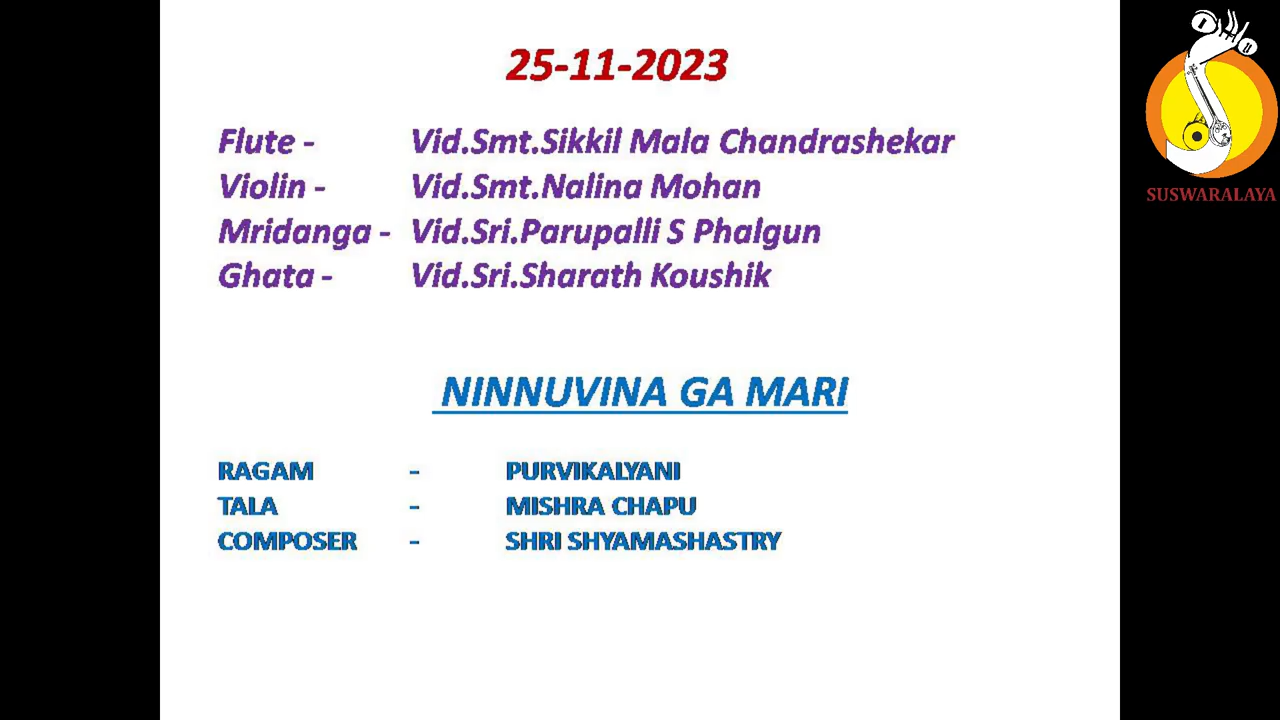 25-11-2023
Flute - Vid.Smt.Sikkil Mala Chandrashekar
Violin - Vid.Smt.Nalina Mohan
Mridanga - Vid.Sri.Parupalli S Phalgun
Ghata - Vid.Sri.Sharath Koushik
NINNUVINA GA MARI
RAGAM - PURVIKALYANI
TALA - MISHRA CHAPU
COMPOSER - SHRI SHYAMASHASTRY
SUSWARALAYA